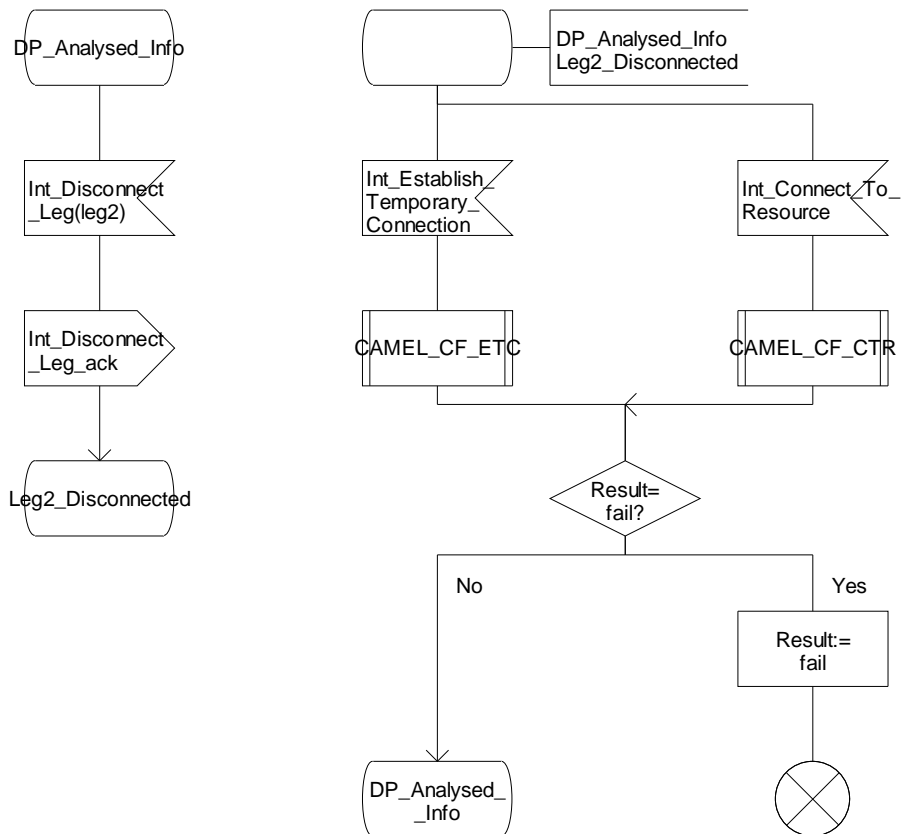 DP_Analysed_Info
DP_Analysed_Info
Leg2_Disconnected
Int_Disconnect
_Leg(leg2)
Int_Establish_
Temporary_
Connection
Int_Connect_To_
Resource
Int_Disconnect
_Leg_ack
CAMEL_CF_ETC
CAMEL_CF_CTR
Leg2_Disconnected
Result=
fail?
No
Yes
Result:=
fail
DP_Analysed_
_Info